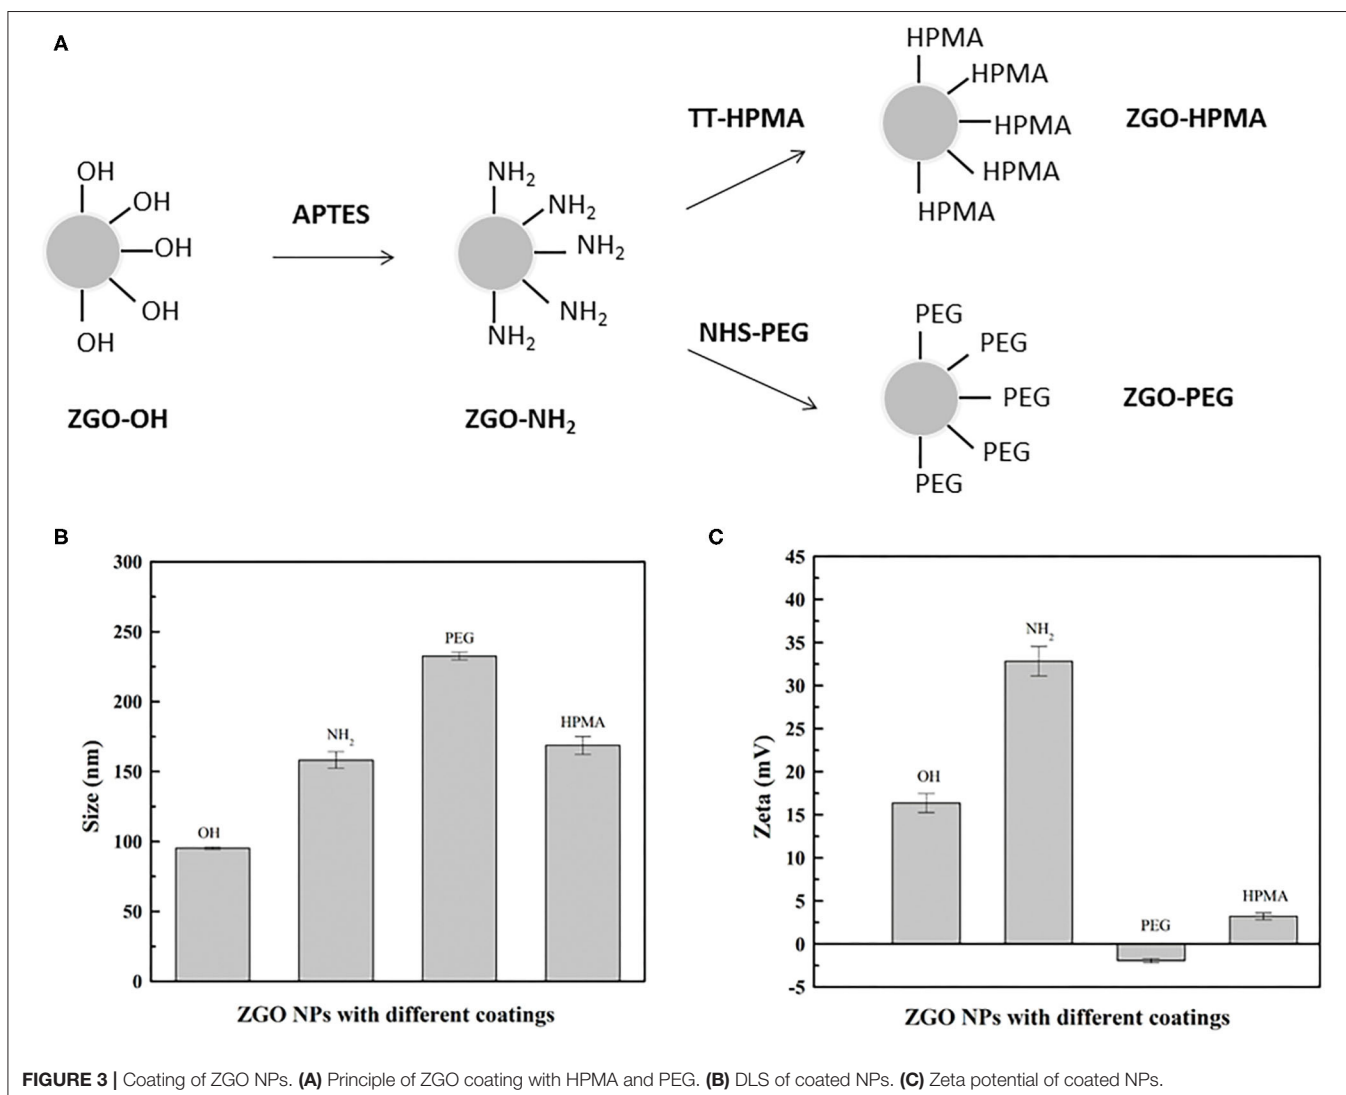 A
OH
OH
OH
OH
OH
ZGO-OH
APTES
NH2
NH2
NH2
NH2
NH2
ZGO-NH2
TT-HPMA
HPMA
HPMA
HPMA
HPMA
HPMA
ZGO-HPMA
NHS-PEG
PEG
PEG
PEG
PEG
PEG
ZGO-PEG
B
300
250
200
150
100
50
0
Size (nm)
OH
NH2
PEG
HPMA
ZGO NPs with different coatings
C
45
40
35
30
25
20
15
10
5
0
-5
Zeta (mV)
OH
NH2
PEG
HPMA
ZGO NPs with different coatings
FIGURE 3 | Coating of ZGO NPs. (A) Principle of ZGO coating with HPMA and PEG. (B) DLS of coated NPs. (C) Zeta potential of coated NPs.